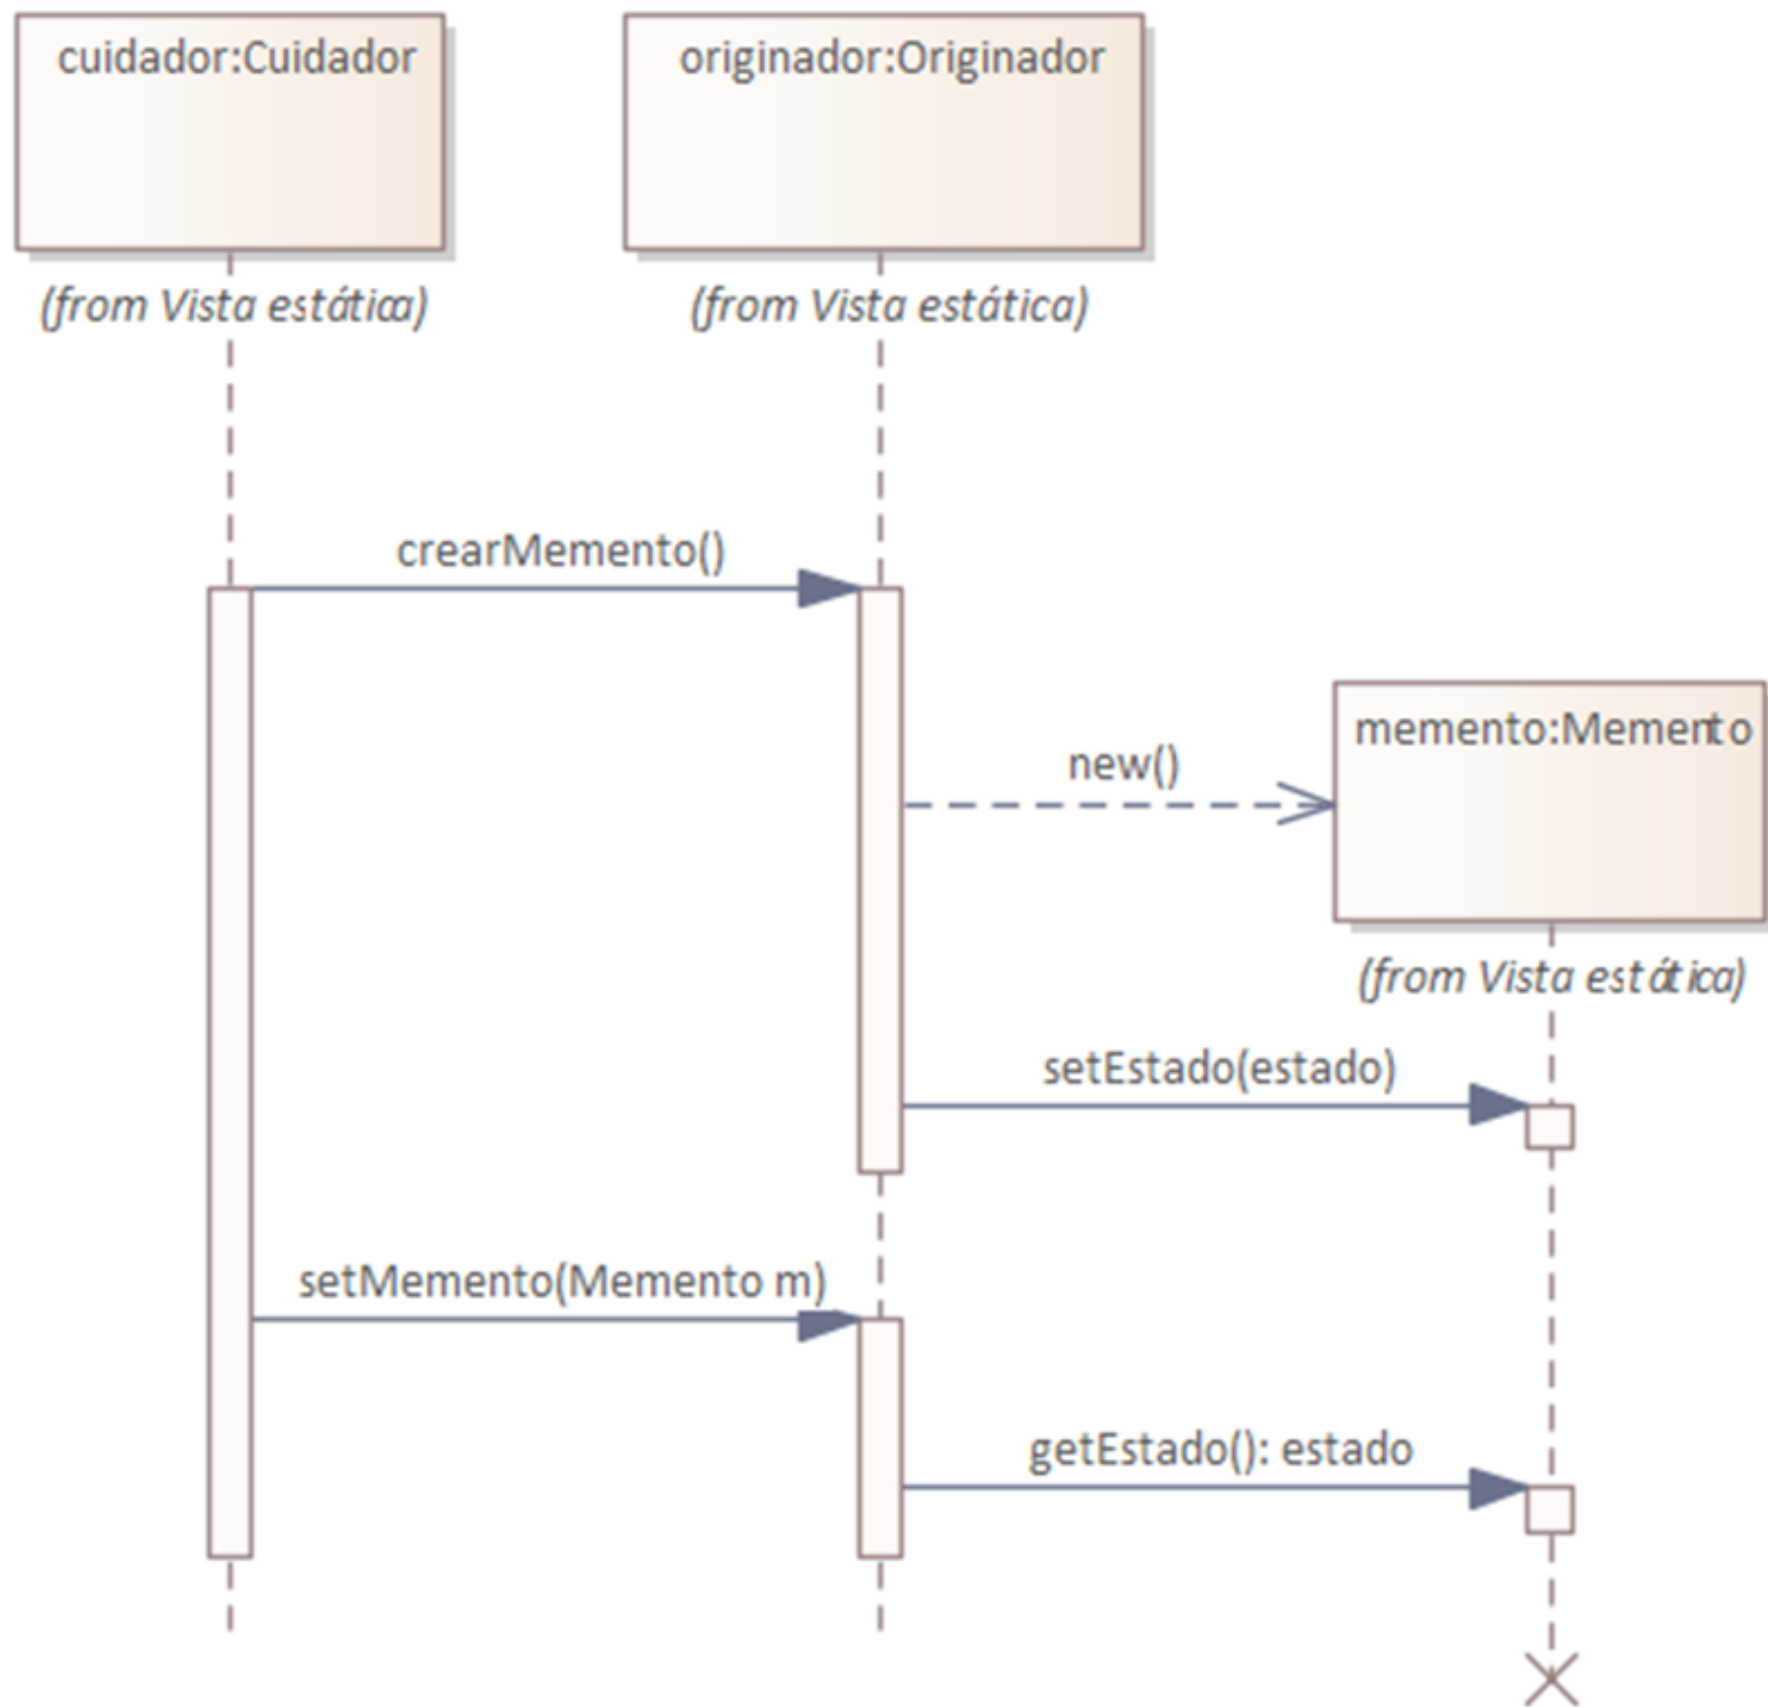 cuidador:Cuidador
originador:Originador
(from Vista estática)
(from Vista estática)
crearMemento()
memento:Memento
new()
(from Vista estática)
setEstado(estado)
setMemento(Memento m)
getEstado(): estado